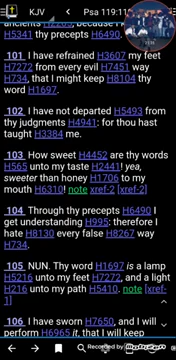 KJV Psa 119:11
ancients H2205, because I k
H5341 thy precepts H6490.
101 I have refrained H3607 my feet
H7272 from every evil H7451 way
H734, that I might keep H8104 thy
word H1697.
102 I have not departed H5493 from
thy judgments H4941: for thou hast
taught H3384 me.
103 How sweet H4452 are thy words
H565 unto my taste H2441! yea,
sweeter than honey H1706 to my
mouth H6310! note xref-2 [xref-2]
104 Through thy precepts H6490 I
get understanding H995: therefore I
hate H8130 every false H8267 way
H734.
105 NUN. Thy word H1697 is a lamp
H5216 unto my feet H7272, and a light
H216 unto my path H5410. note [xref-
1]
106 I have sworn H7650, and I will
perform H6965 it, that I will keep